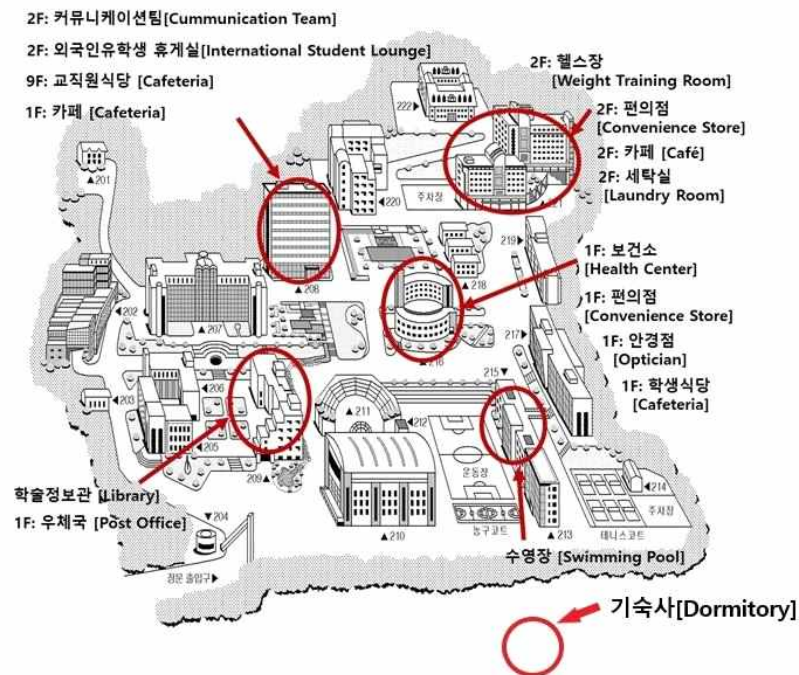 2F: 커뮤니케이션팀[Cummunication Team]
2F: 외국인유학생 휴게실[International Student Lounge]
9F: 교직원식당 [Cafeteria]
1F: 카페 [Cafeteria]
2F: 헬스장
[Weight Training Room]
2F: 편의점
[Convenience Store]
2F: 카페 [Café]
2F: 세탁실
[Laundry Room]
222▶
▲201
◀220
주차장
219▶
1F: 보건소
[Health Center]
1F: 편의점
[Convenience Store]
1F: 안경점
[Optician]
1F: 학생식당
[Cafeteria]
▲218
▲208
◀202
▲207
217▶
215▼
◀203
◀206
◀205
▲211
◀212
209▲
운동장
학술정보관 [Library]
1F: 우체국 [Post Office]
▼204
▲210
농구코트
▲213
◀214
주차장
테니스코트
정문 출입구▶
수영장 [Swimming Pool]
기숙사[Dormitory]